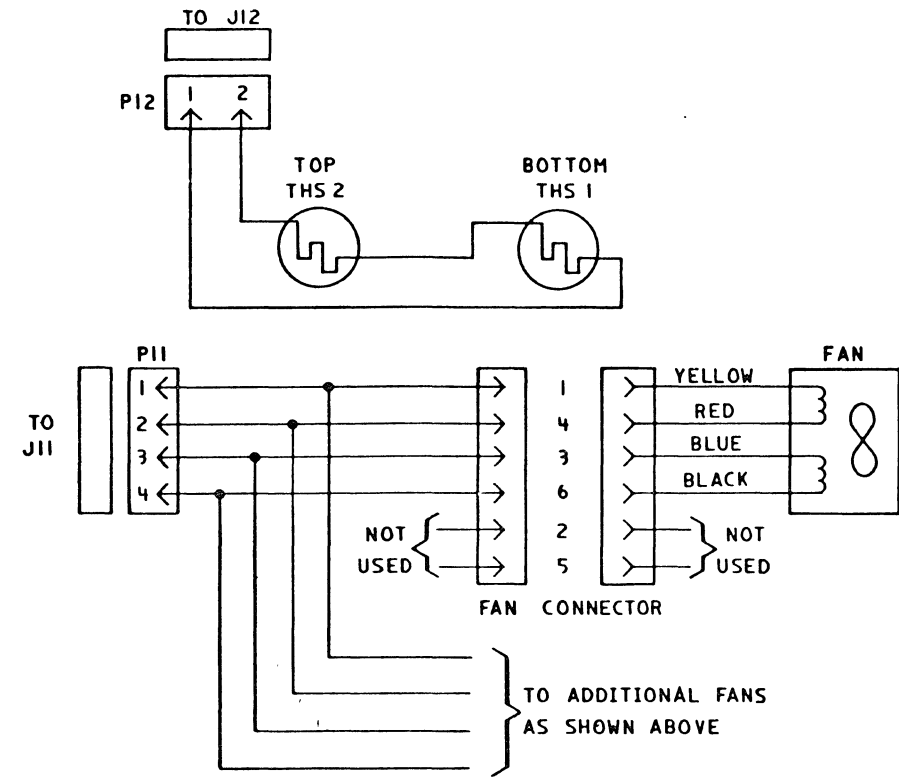 TO J12
P12
1 2
TOP
THS 2
BOTTOM
THS 1
P11
FAN
TO
J11
1
2
3
4
1
4
3
6
2
5
YELLOW
RED
BLUE
BLACK
NOT
USED
NOT
USED
FAN CONNECTOR
TO ADDITIONAL FANS
AS SHOWN ABOVE